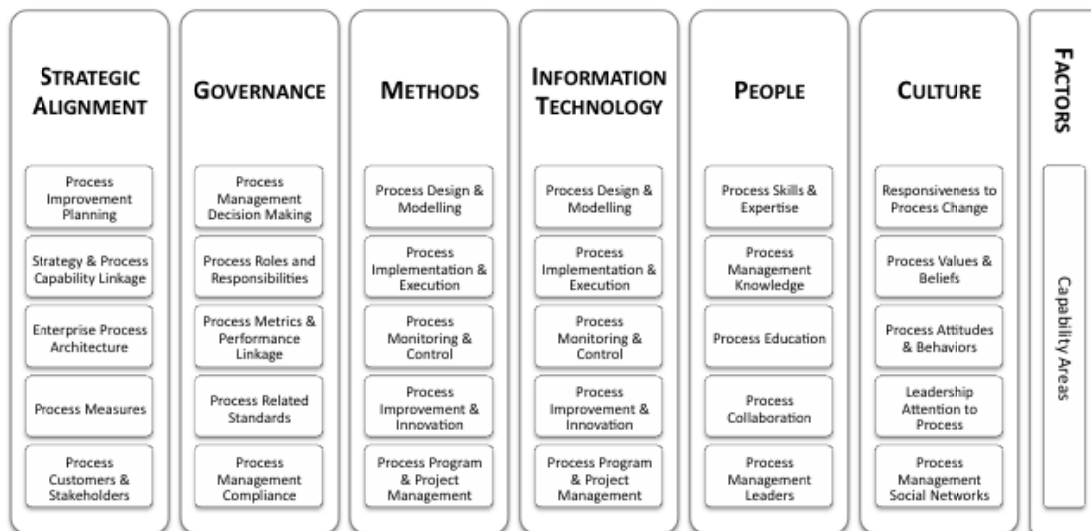 STRATEGIC
ALIGNMENT
Process
Improvement
Planning
Strategy & Process
Capability Linkage
Enterprise Process
Architecture
Process Measures
Process
Customers &
Stakeholders
GOVERNANCE
Process
Management
Decision Making
Process Roles and
Responsibilities
Process Metrics &
Performance
Linkage
Process Related
Standards
Process
Management
Compliance
METHODS
Process Design &
Modelling
Process
Implementation &
Execution
Process
Monitoring &
Control
Process
Improvement &
Innovation
Process Program
& Project
Management
INFORMATION
TECHNOLOGY
Process Design &
Modelling
Process
Implementation &
Execution
Process
Monitoring &
Control
Process
Improvement &
Innovation
Process Program
& Project
Management
PEOPLE
Process Skills &
Expertise
Process
Management
Knowledge
Process Education
Process
Collaboration
Process
Management
Leaders
CULTURE
Responsiveness to
Process Change
Process Values &
Beliefs
Process Attitudes
& Behaviors
Leadership
Attention to
Process
Process
Management
Social Networks
FACTORS
Capability Areas